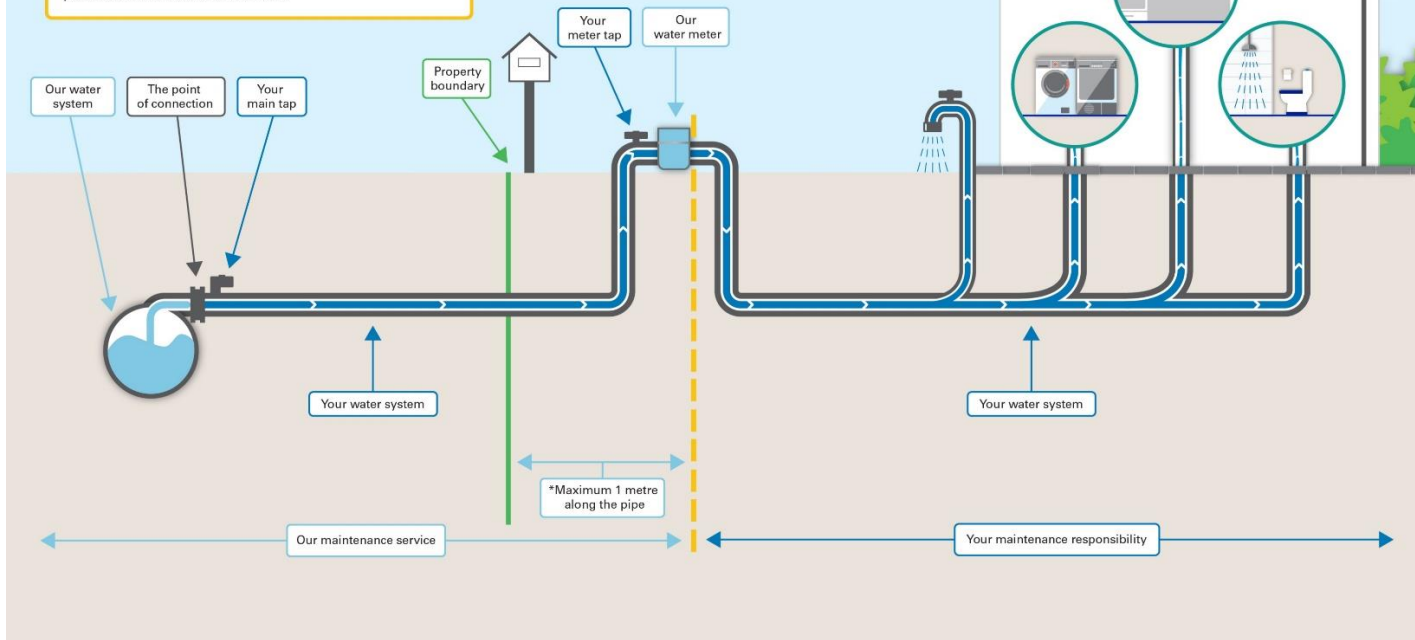 Our water
system
The point
of connection
Your
main tap
Property
boundary
Your
meter tap
Our
water meter
Your water system
Your water system
*Maximum 1 metre
along the pipe
Our maintenance service
Your maintenance responsibility